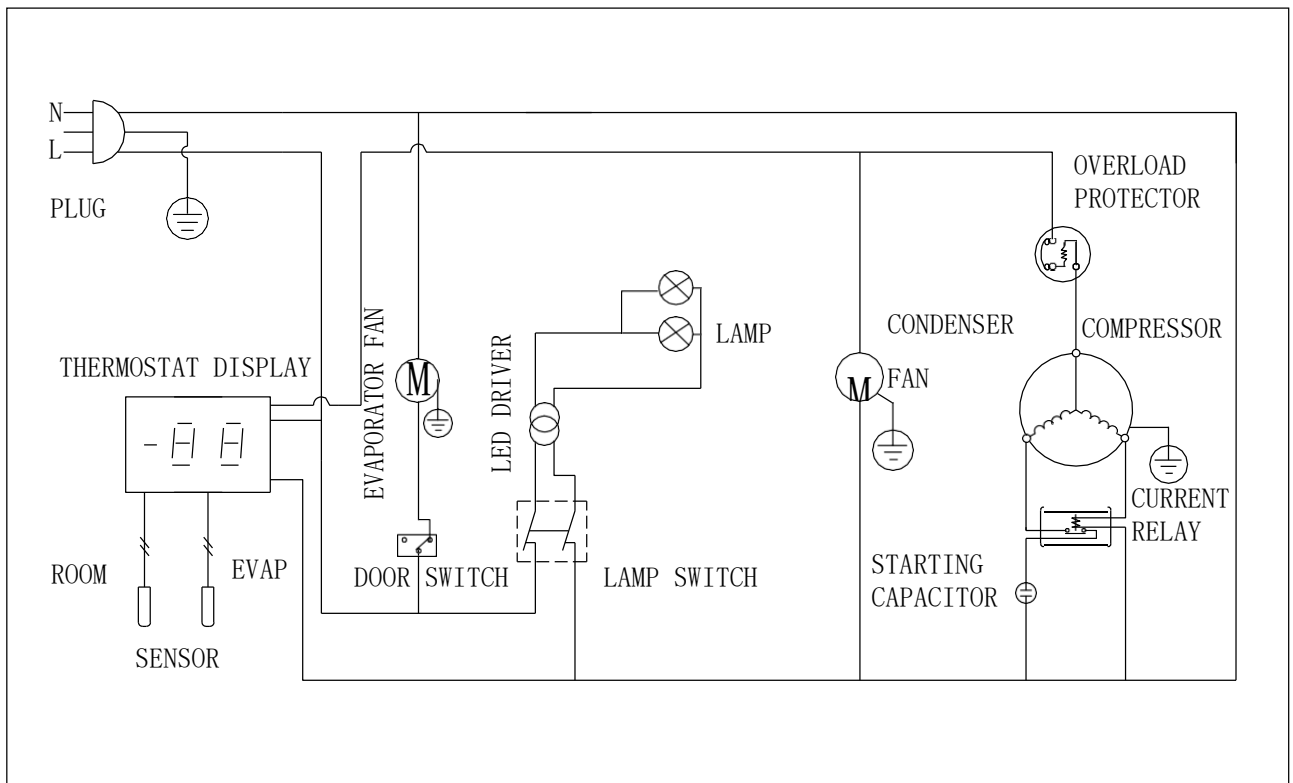 N
L
PLUG
OVERLOAD
PROTECTOR
THERMOSTAT DISPLAY
EVAPORATOR FAN
M
LED DRIVER
LAMP
CONDENSER
FAN
M
COMPRESSOR
-88
ROOM
EVAP
SENSOR
DOOR SWITCH
LAMP SWITCH
STARTING
CAPACITOR
CURRENT
RELAY